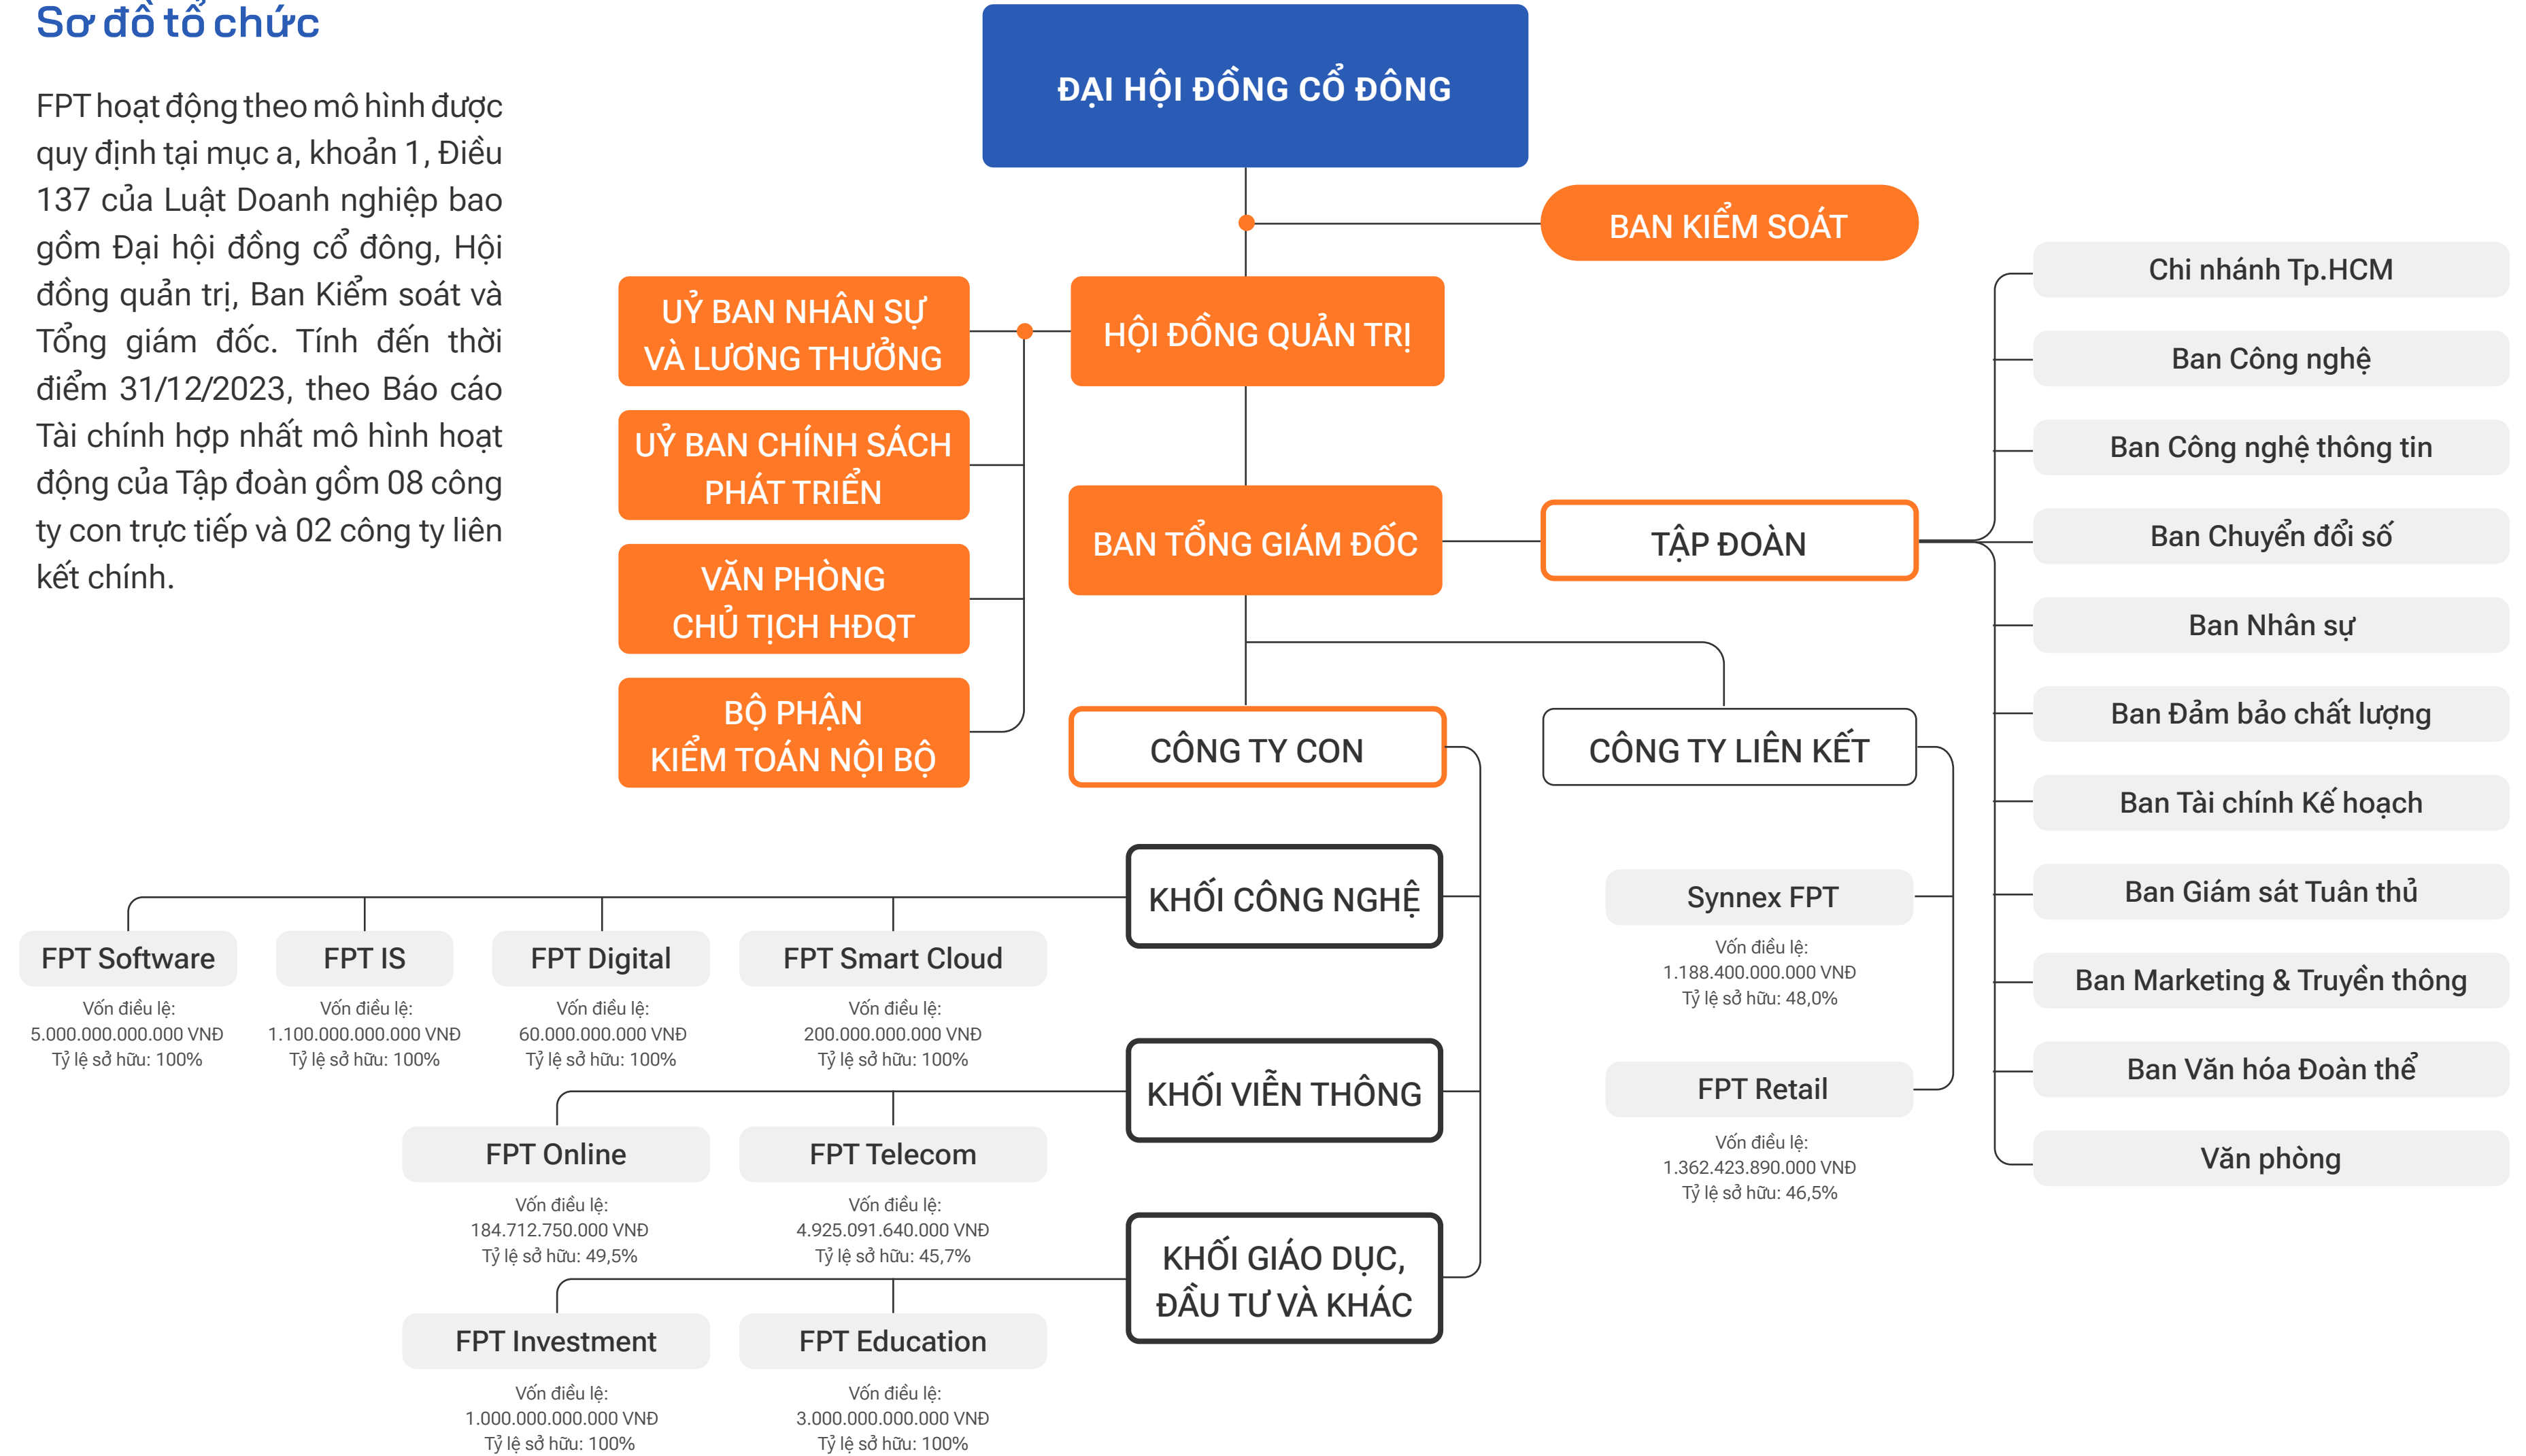 Sơ đồ tổ chức
FPT hoạt động theo mô hình được
quy định tại mục a, khoản 1, Điều
137 của Luật Doanh nghiệp bao
gồm Đại hội đồng cổ đông, Hội
đồng quản trị, Ban Kiểm soát và
Tổng giám đốc. Tính đến thời
điểm 31/12/2023, theo Báo cáo
Tài chính hợp nhất mô hình hoạt
động của Tập đoàn gồm 08 công
ty con trực tiếp và 02 công ty liên
kết chính.
ĐẠI HỘI ĐỒNG CỔ ĐÔNG
BAN KIỂM SOÁT
HỘI ĐỒNG QUẢN TRỊ
UỶ BAN NHÂN SỰ
VÀ LƯƠNG THƯỞNG
UỶ BAN CHÍNH SÁCH
PHÁT TRIỂN
VĂN PHÒNG
CHỦ TỊCH HĐQT
BỘ PHẬN
KIỂM TOÁN NỘI BỘ
BAN TỔNG GIÁM ĐỐC
TẬP ĐOÀN
Chi nhánh Tp.HCM
Ban Công nghệ
Ban Công nghệ thông tin
Ban Chuyển đổi số
Ban Nhân sự
Ban Đảm bảo chất lượng
Ban Tài chính Kế hoạch
Ban Giám sát Tuân thủ
Ban Marketing & Truyền thông
Ban Văn hóa Đoàn thể
Văn phòng
CÔNG TY CON
CÔNG TY LIÊN KẾT
KHỐI CÔNG NGHỆ
FPT Software
Vốn điều lệ:
5.000.000.000.000 VNĐ
Tỷ lệ sở hữu: 100%
FPT IS
Vốn điều lệ:
1.100.000.000.000 VNĐ
Tỷ lệ sở hữu: 100%
FPT Digital
Vốn điều lệ:
60.000.000.000 VNĐ
Tỷ lệ sở hữu: 100%
FPT Smart Cloud
Vốn điều lệ:
200.000.000.000 VNĐ
Tỷ lệ sở hữu: 100%
KHỐI VIỄN THÔNG
FPT Online
Vốn điều lệ:
184.712.750.000 VNĐ
Tỷ lệ sở hữu: 49,5%
FPT Telecom
Vốn điều lệ:
4.925.091.640.000 VNĐ
Tỷ lệ sở hữu: 45,7%
KHỐI GIÁO DỤC,
ĐẦU TƯ VÀ KHÁC
FPT Investment
Vốn điều lệ:
1.000.000.000.000 VNĐ
Tỷ lệ sở hữu: 100%
FPT Education
Vốn điều lệ:
3.000.000.000.000 VNĐ
Tỷ lệ sở hữu: 100%
Synnex FPT
Vốn điều lệ:
1.188.400.000.000 VNĐ
Tỷ lệ sở hữu: 48,0%
FPT Retail
Vốn điều lệ:
1.362.423.890.000 VNĐ
Tỷ lệ sở hữu: 46,5%